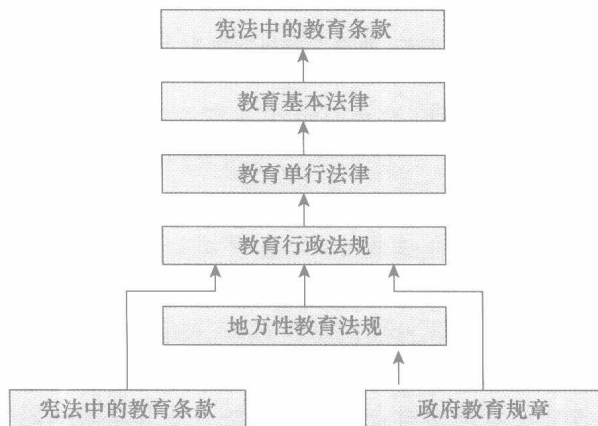 宪法中的教育条款
教育基本法律
教育单行法律
教育行政法规
地方性教育法规
宪法中的教育条款
政府教育规章